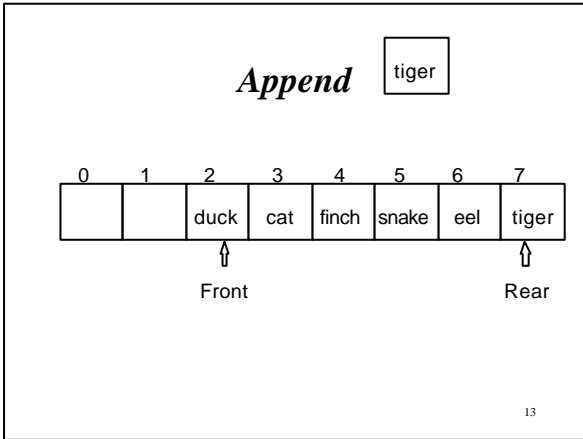 Append tiger
0 1 2 3 4 5 6 7
duck cat finch snake eel tiger
Front Rear
13